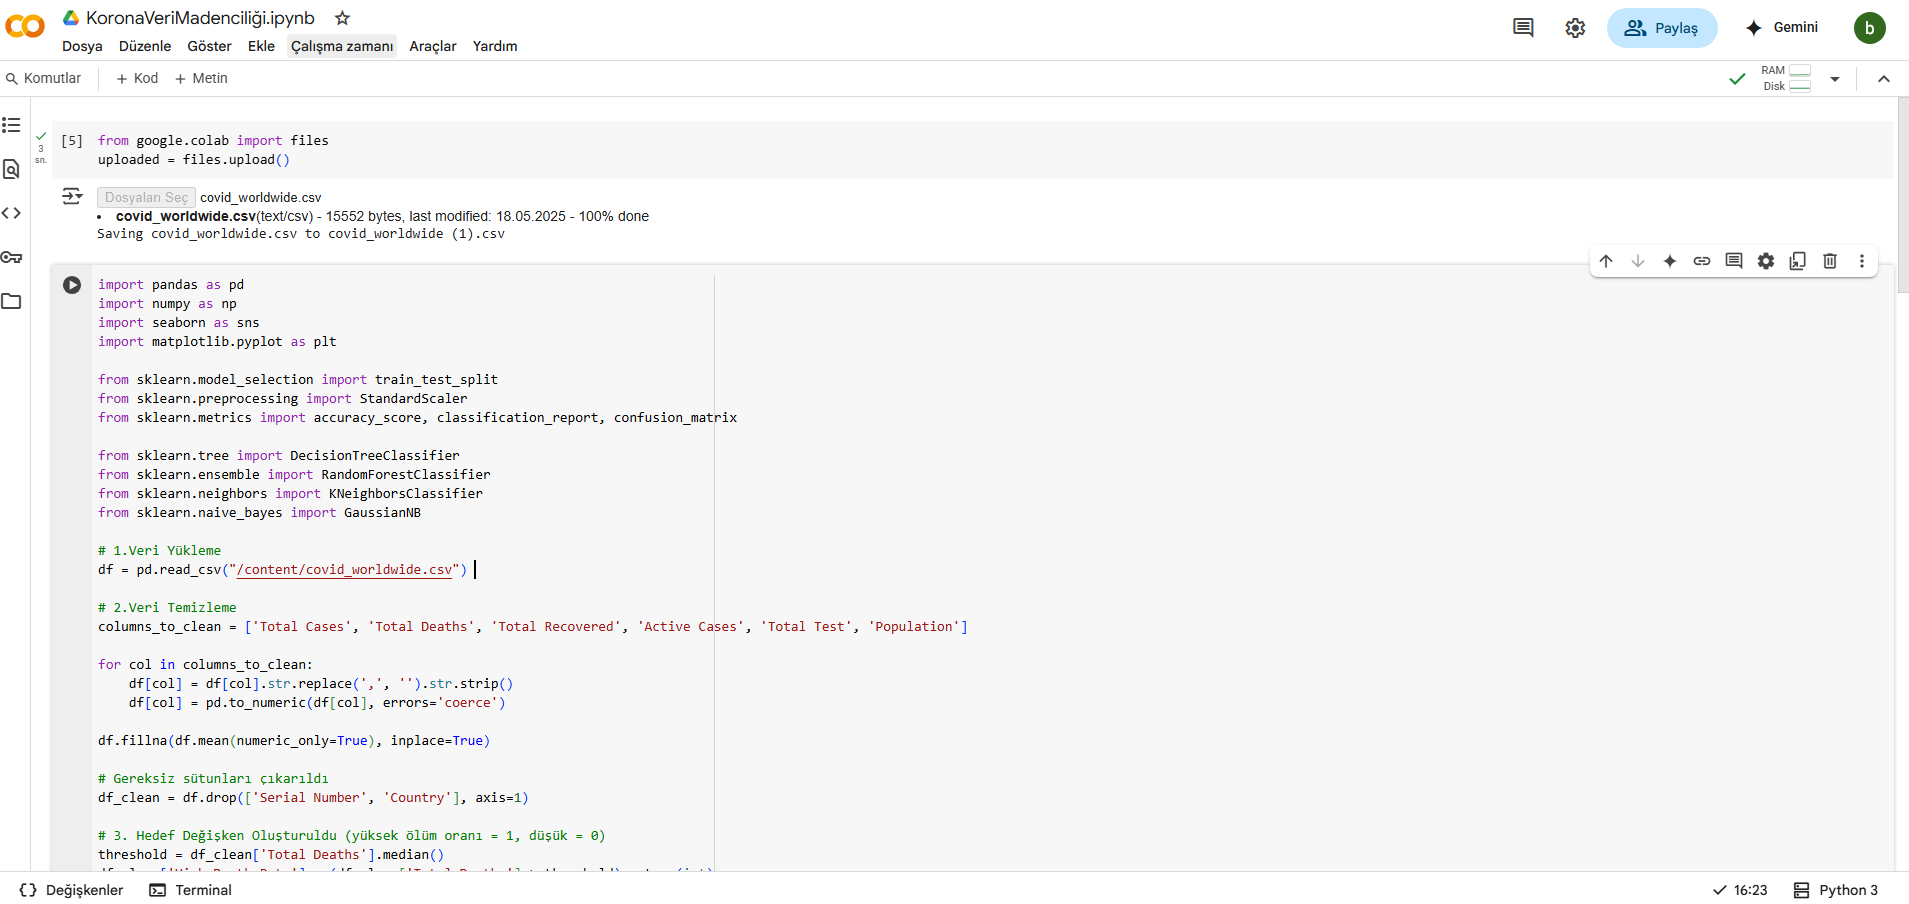 KoronaVeriMadenciliği.ipynb
Dosya Düzenle Göster Ekle Çalışma zamanı Araçlar Yardım
Paylaş
Gemini
b
Komutlar + Kod + Metin
RAM
Disk
[5]
3
sn.
from google.colab import files
uploaded = files.upload()
Dosyaları Seç covid_worldwide.csv
• covid_worldwide.csv(text/csv) - 15552 bytes, last modified: 18.05.2025 - 100% done
Saving covid_worldwide.csv to covid_worldwide (1).csv
import pandas as pd
import numpy as np
import seaborn as sns
import matplotlib.pyplot as plt
from sklearn.model_selection import train_test_split
from sklearn.preprocessing import StandardScaler
from sklearn.metrics import accuracy_score, classification_report, confusion_matrix
from sklearn.tree import DecisionTreeClassifier
from sklearn.ensemble import RandomForestClassifier
from sklearn.neighbors import KNeighborsClassifier
from sklearn.naive_bayes import GaussianNB
# 1.Veri Yükleme
df = pd.read_csv("/content/covid_worldwide.csv")
# 2.Veri Temizleme
columns_to_clean = ['Total Cases', 'Total Deaths', 'Total Recovered', 'Active Cases', 'Total Test', 'Population']
for col in columns_to_clean:
    df[col] = df[col].str.replace(',', '').str.strip()
    df[col] = pd.to_numeric(df[col], errors='coerce')
df.fillna(df.mean(numeric_only=True), inplace=True)
# Gereksiz sütunları çıkarıldı
df_clean = df.drop(['Serial Number', 'Country'], axis=1)
# 3. Hedef Değişken Oluşturuldu (yüksek ölüm oranı = 1, düşük = 0)
threshold = df_clean['Total Deaths'].median()
Değişkenler Terminal
16:23 Python 3